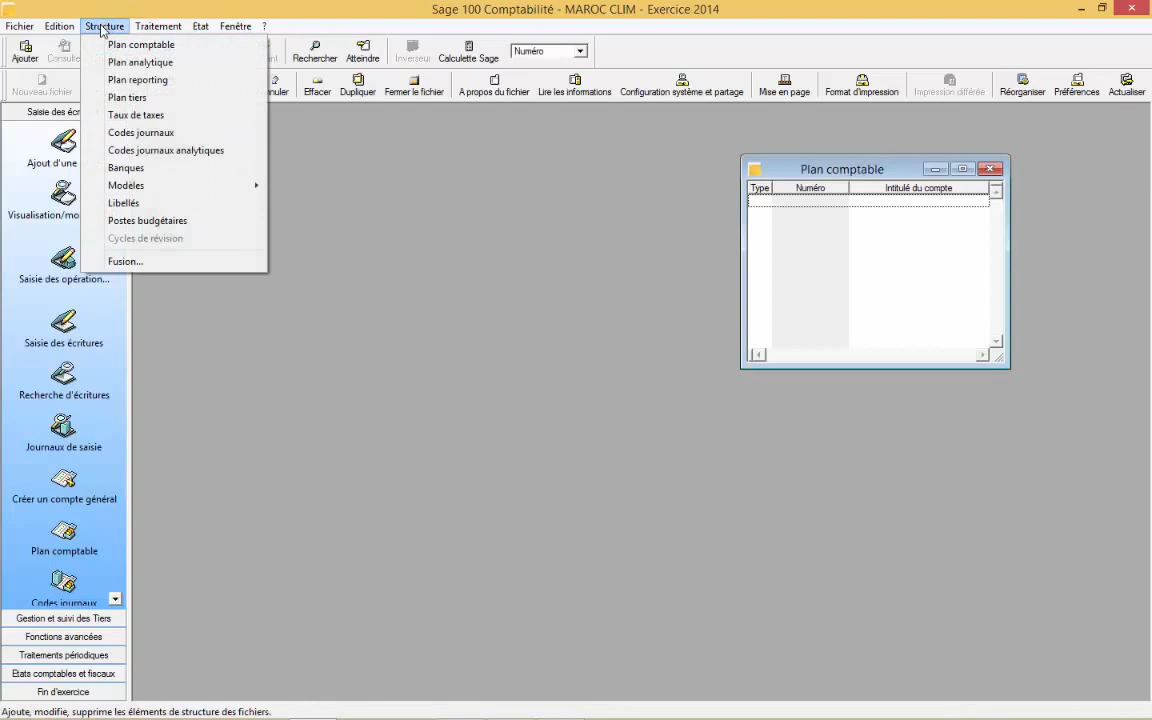 Sage 100 Comptabilité - MAROC CLIM - Exercice 2014
Fichier Edition Structure Traitement Etat Fenêtre ?
Ajouter Rechercher Atteindre Inverseur Calculette Sage Numéro
Nouveau fichier Effacer Dupliquer Fermer le fichier A propos du fichier Lire les informations Configuration système et partage Mise en page Format d'impression Impression différée Réorganiser Préférences Actualiser
Plan comptable
Plan analytique
Plan reporting
Plan tiers
Taux de taxes
Codes journaux
Codes journaux analytiques
Banques
Modèles
Libellés
Postes budgétaires
Cycles de révision
Fusion...
Saisie des écr
Ajout d'une
Visualisation/mo
Saisie des opération...
Saisie des écritures
Recherche d'écritures
Journaux de saisie
Créer un compte général
Plan comptable
Codes journaux
Gestion et suivi des Tiers
Fonctions avancées
Traitements périodiques
Etats comptables et fiscaux
Fin d'exercice
Plan comptable
Type Numéro Intitulé du compte
Ajoute, modifie, supprime les éléments de structure des fichiers.